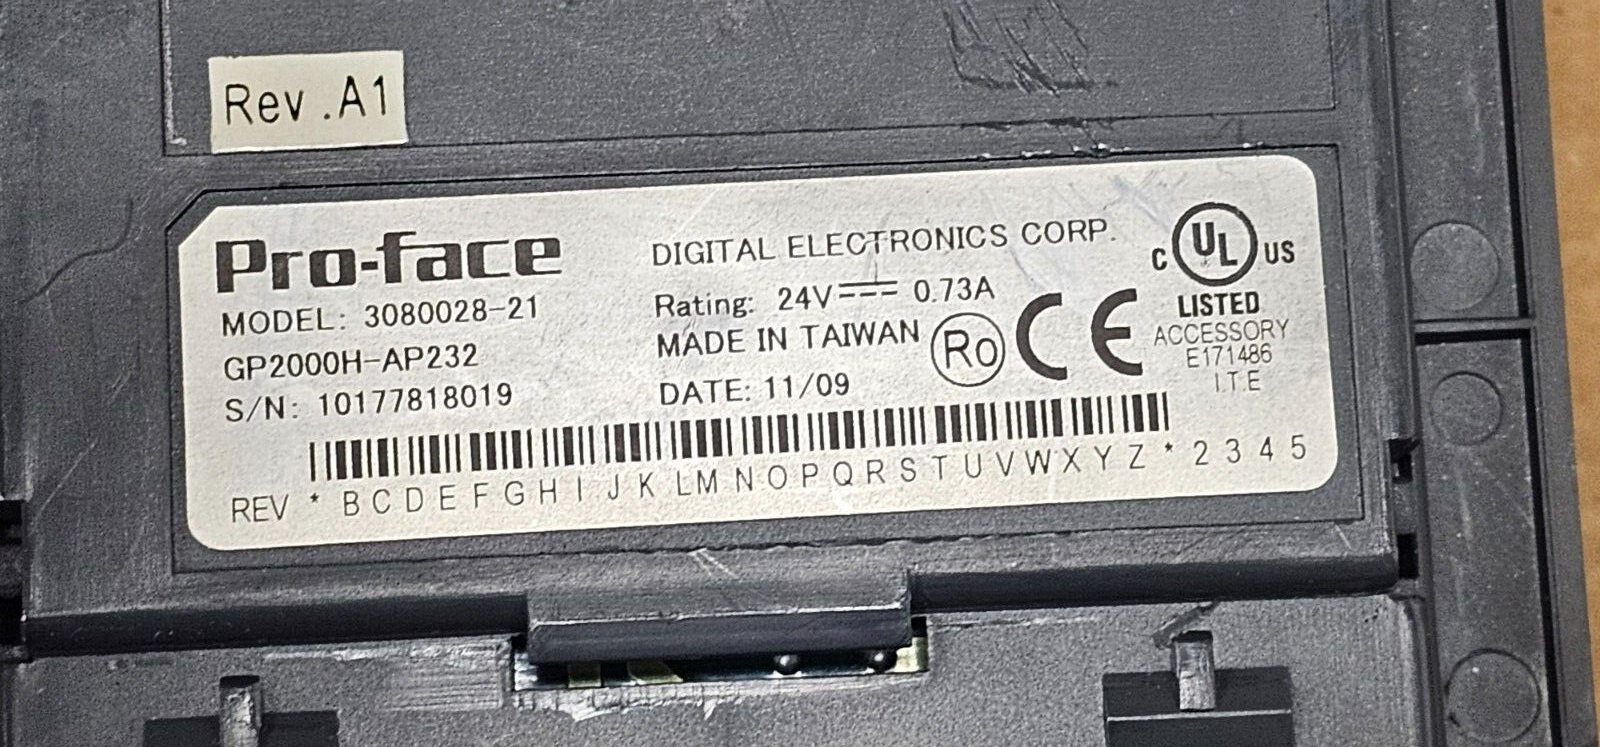 Rev .A1
Pro-face
MODEL: 3080028-21
GP2000H-AP232
S/N: 10177818019
DIGITAL ELECTRONICS CORP.
Rating: 24V⎓ 0.73A
MADE IN TAIWAN
DATE: 11/09
Ro
CE
C UL US
LISTED
ACCESSORY
E171486
I.T.E
REV * B C D E F G H I J K L M N O P Q R S T U V W X Y Z * 2 3 4 5